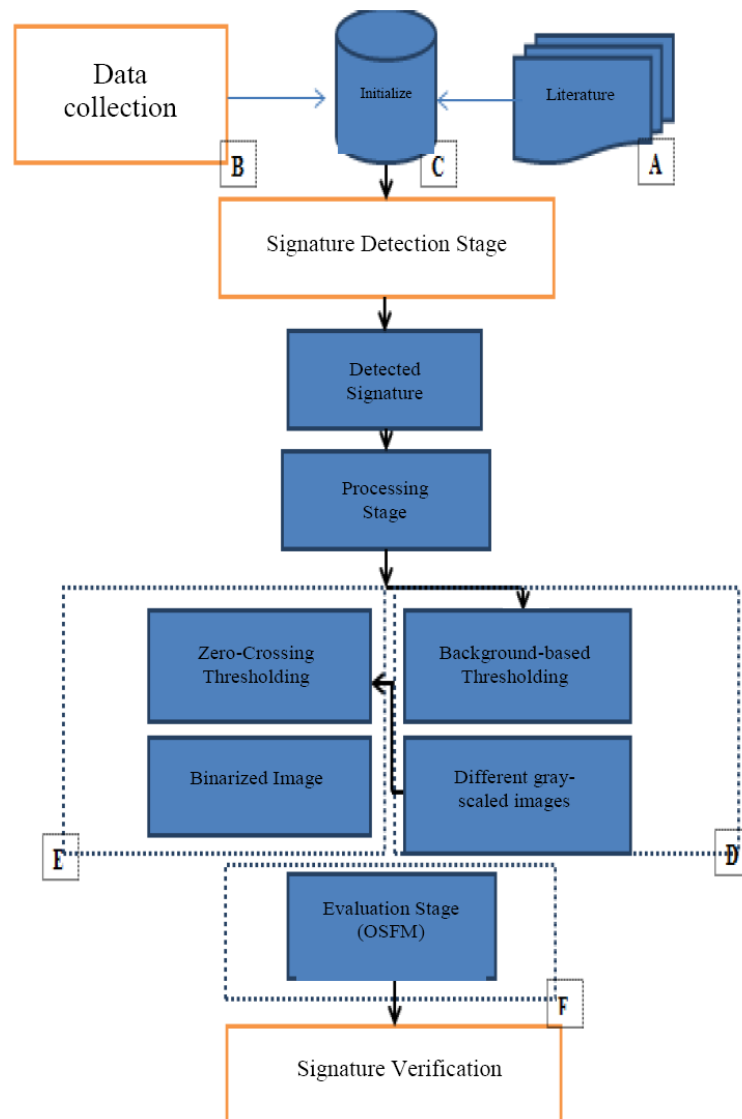 Data
collection
Initialize
Literature
B
C
A
Signature Detection Stage
Detected
Signature
Processing
Stage
Zero-Crossing
Thresholding
Background-based
Thresholding
Binarized Image
Different gray-
scaled images
E
D
Evaluation Stage
(OSFM)
F
Signature Verification